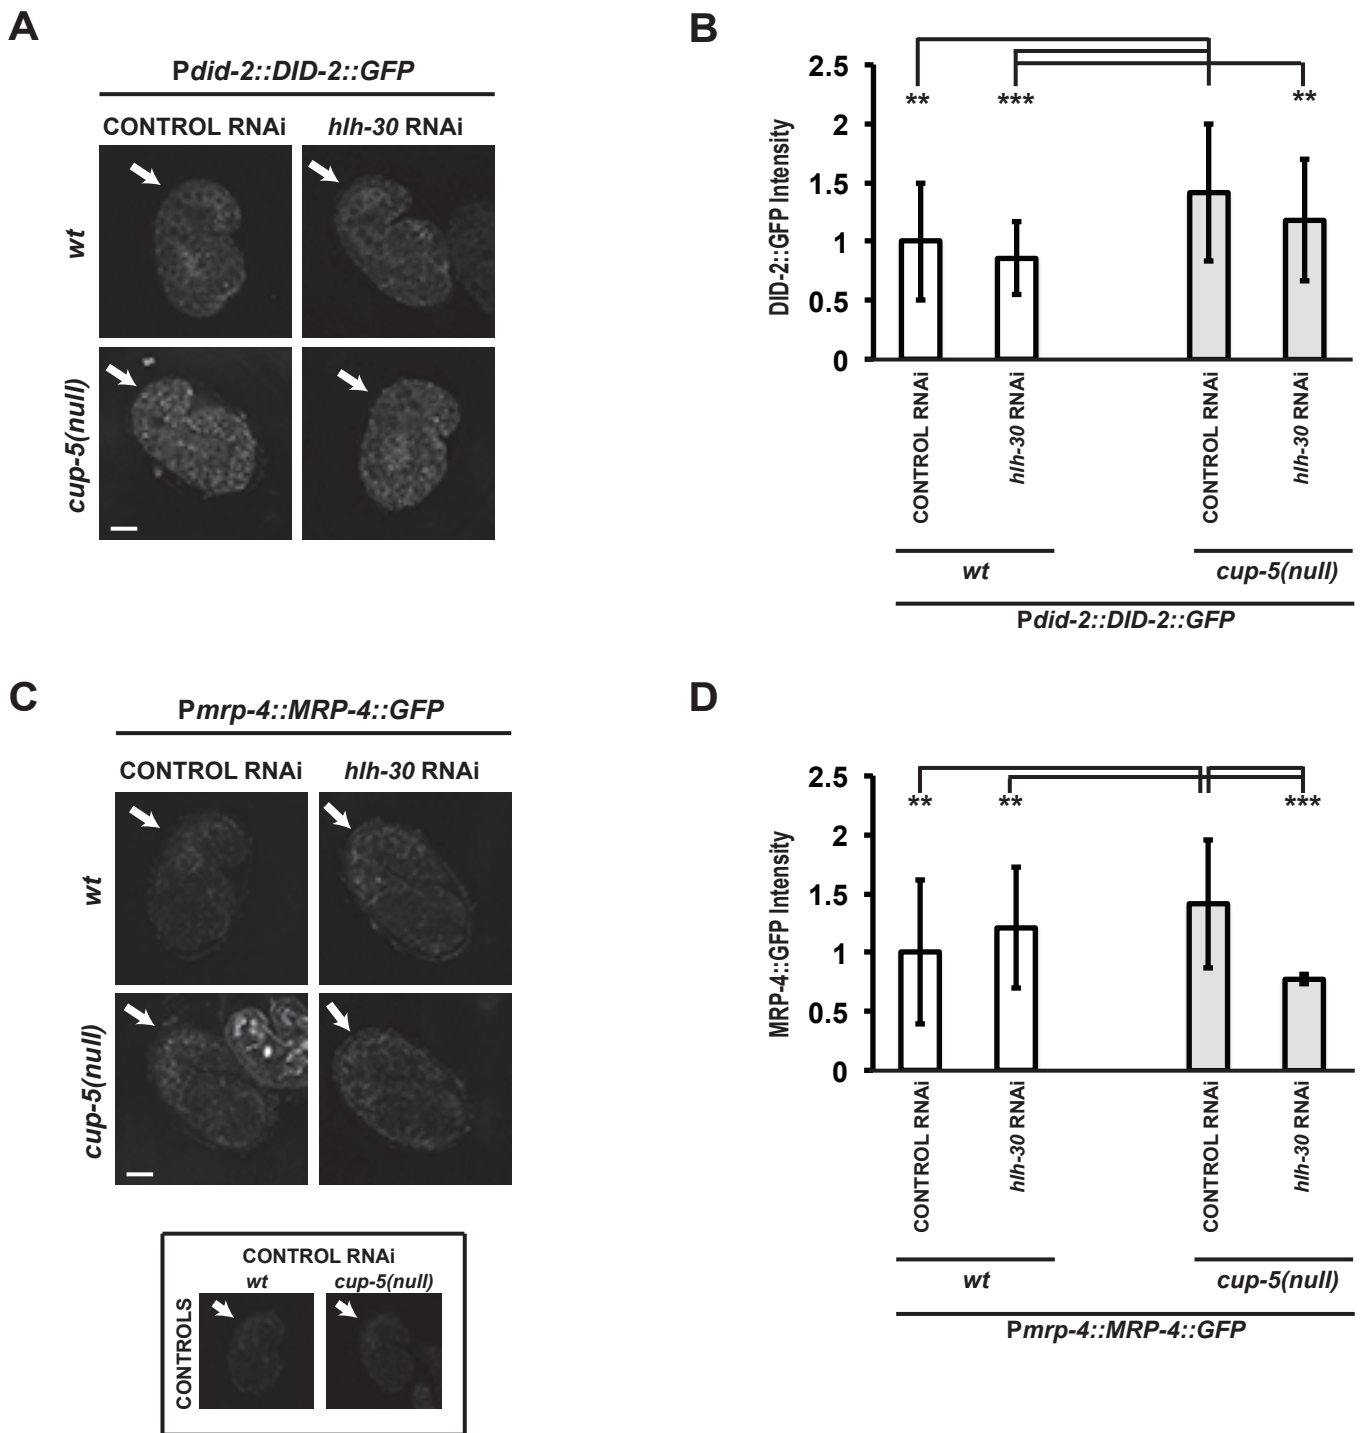 A
Pdid-2::DID-2::GFP
CONTROL RNAi hlh-30 RNAi
wt
cup-5(null)
B
DID-2::GFP Intensity
2.5
2
1.5
1
0.5
0
** *** **
CONTROL RNAi
hlh-30 RNAi
CONTROL RNAi
hlh-30 RNAi
wt cup-5(null)
Pdid-2::DID-2::GFP
C
Pmrp-4::MRP-4::GFP
CONTROL RNAi hlh-30 RNAi
wt
cup-5(null)
CONTROL RNAi
wt cup-5(null)
CONTROLS
D
MRP-4::GFP Intensity
2.5
2
1.5
1
0.5
0
** ** ***
CONTROL RNAi
hlh-30 RNAi
CONTROL RNAi
hlh-30 RNAi
wt cup-5(null)
Pmrp-4::MRP-4::GFP